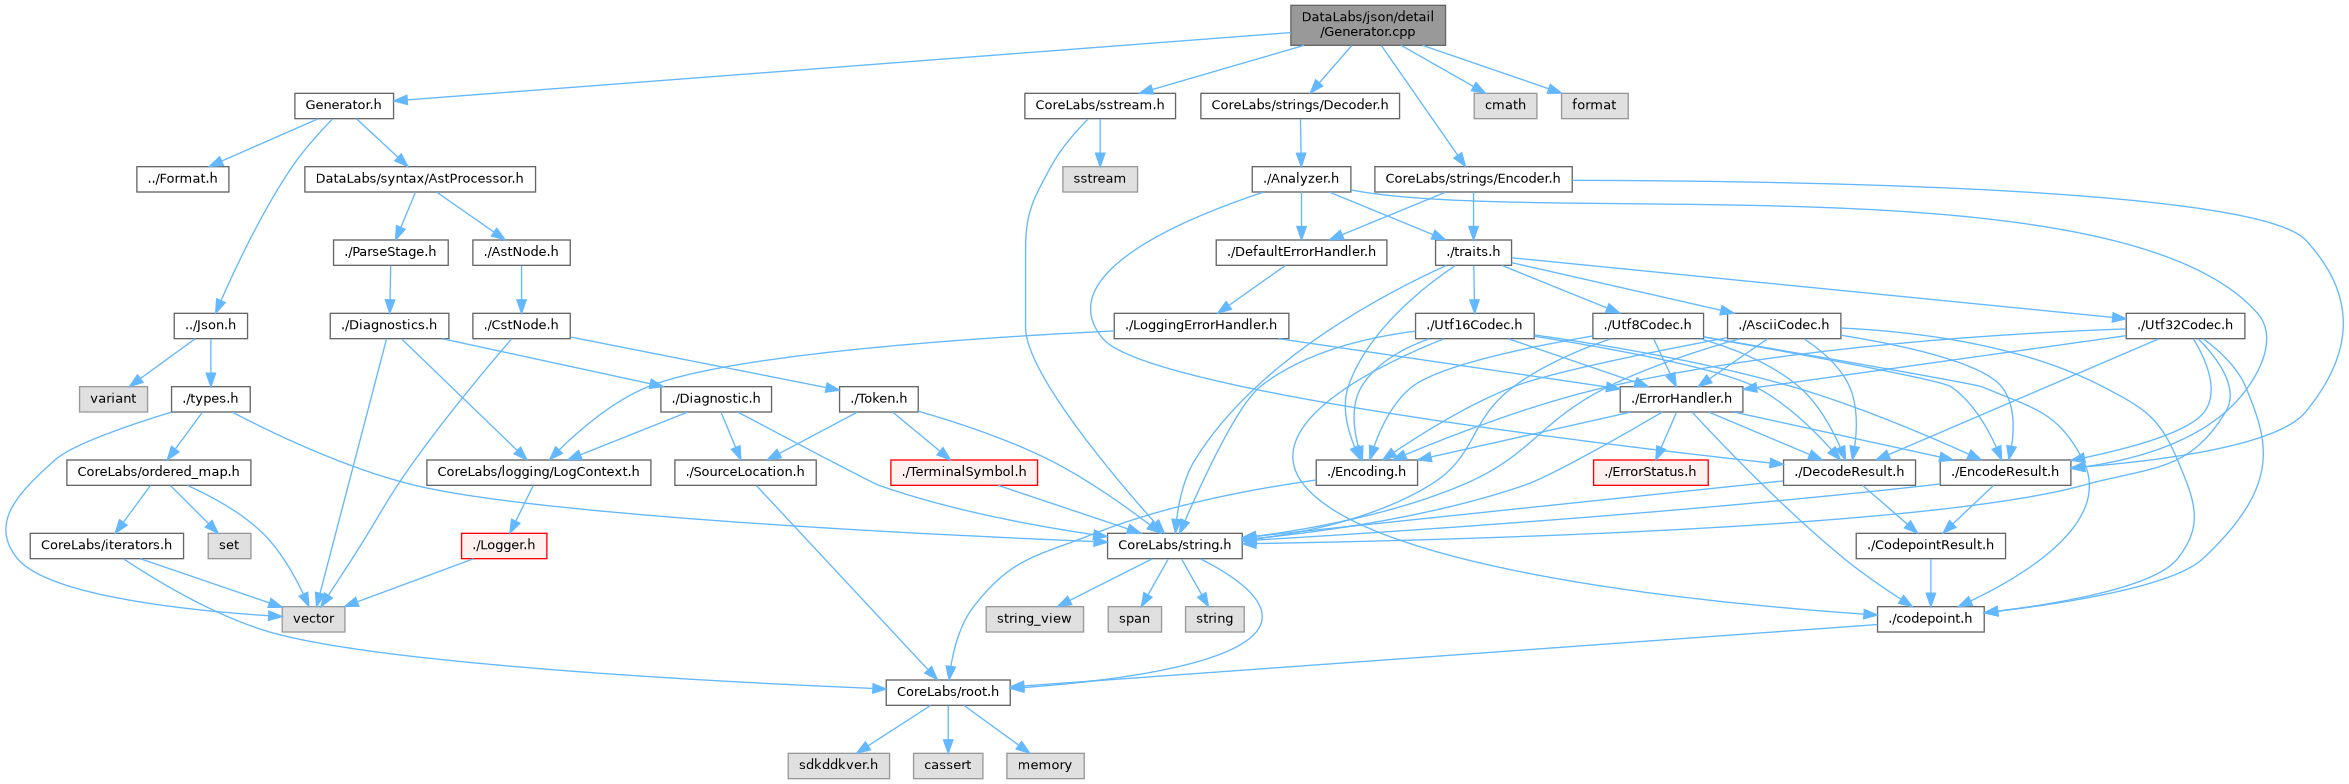 DataLabs/json/detail
/Generator.cpp
Generator.h
CoreLabs/sstream.h
CoreLabs/strings/Decoder.h
cmath
format
../Format.h
DataLabs/syntax/AstProcessor.h
sstream
./Analyzer.h
CoreLabs/strings/Encoder.h
./ParseStage.h
./AstNode.h
./DefaultErrorHandler.h
./traits.h
../Json.h
./Diagnostics.h
./CstNode.h
./LoggingErrorHandler.h
./Utf16Codec.h
./Utf8Codec.h
./AsciiCodec.h
./Utf32Codec.h
variant
./types.h
./Diagnostic.h
./Token.h
./ErrorHandler.h
CoreLabs/ordered_map.h
CoreLabs/logging/LogContext.h
./SourceLocation.h
./TerminalSymbol.h
./Encoding.h
./ErrorStatus.h
./DecodeResult.h
./EncodeResult.h
CoreLabs/iterators.h
set
./Logger.h
CoreLabs/string.h
./CodepointResult.h
vector
string_view
span
string
./codepoint.h
CoreLabs/root.h
sdkddkver.h
cassert
memory